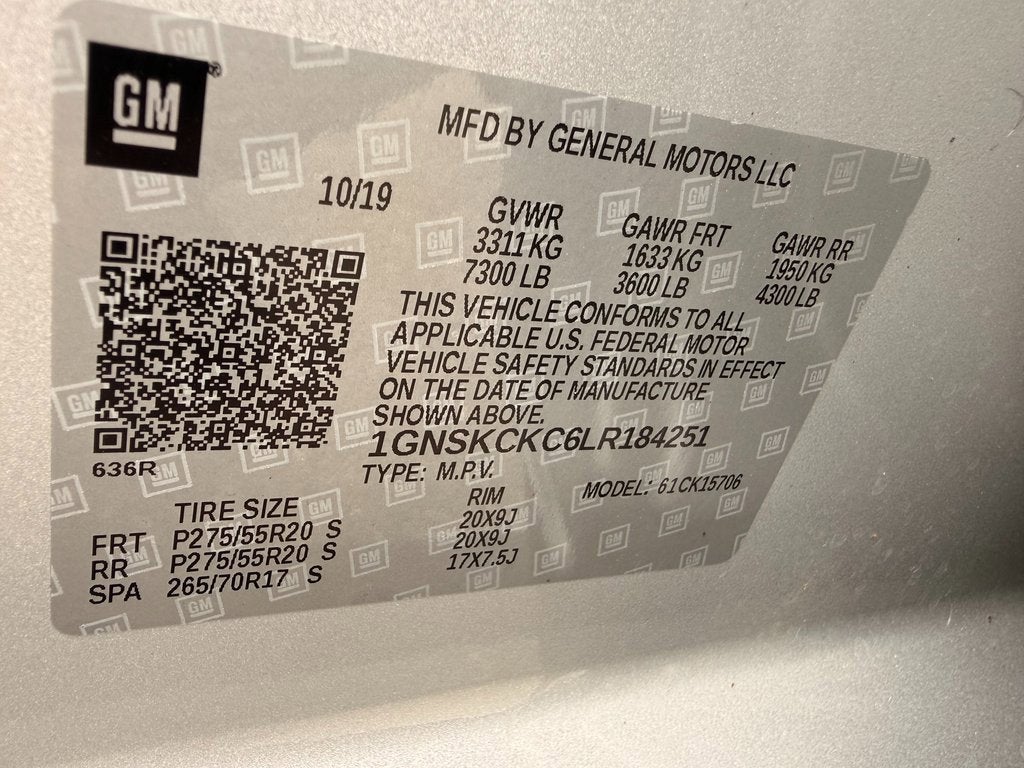 GM
MFD BY GENERAL MOTORS LLC
10/19
GVWR GAWR FRT GAWR RR
3311 KG 1633 KG 1950 KG
7300 LB 3600 LB 4300 LB
THIS VEHICLE CONFORMS TO ALL
APPLICABLE U.S. FEDERAL MOTOR
VEHICLE SAFETY STANDARDS IN EFFECT
ON THE DATE OF MANUFACTURE
SHOWN ABOVE.
1GNSKCKC6LR184251
636R
TYPE: M.P.V. MODEL: 61CK15706
TIRE SIZE RIM
FRT P275/55R20 S 20X9J
RR P275/55R20 S 20X9J
SPA 265/70R17 S 17X7.5J